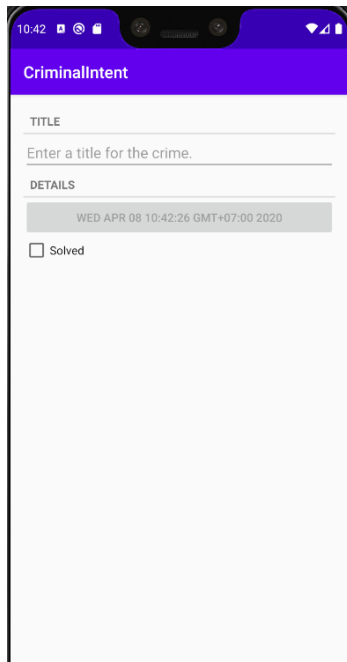 10:42
CriminalIntent
TITLE
Enter a title for the crime.
DETAILS
WED APR 08 10:42:26 GMT+07:00 2020
Solved